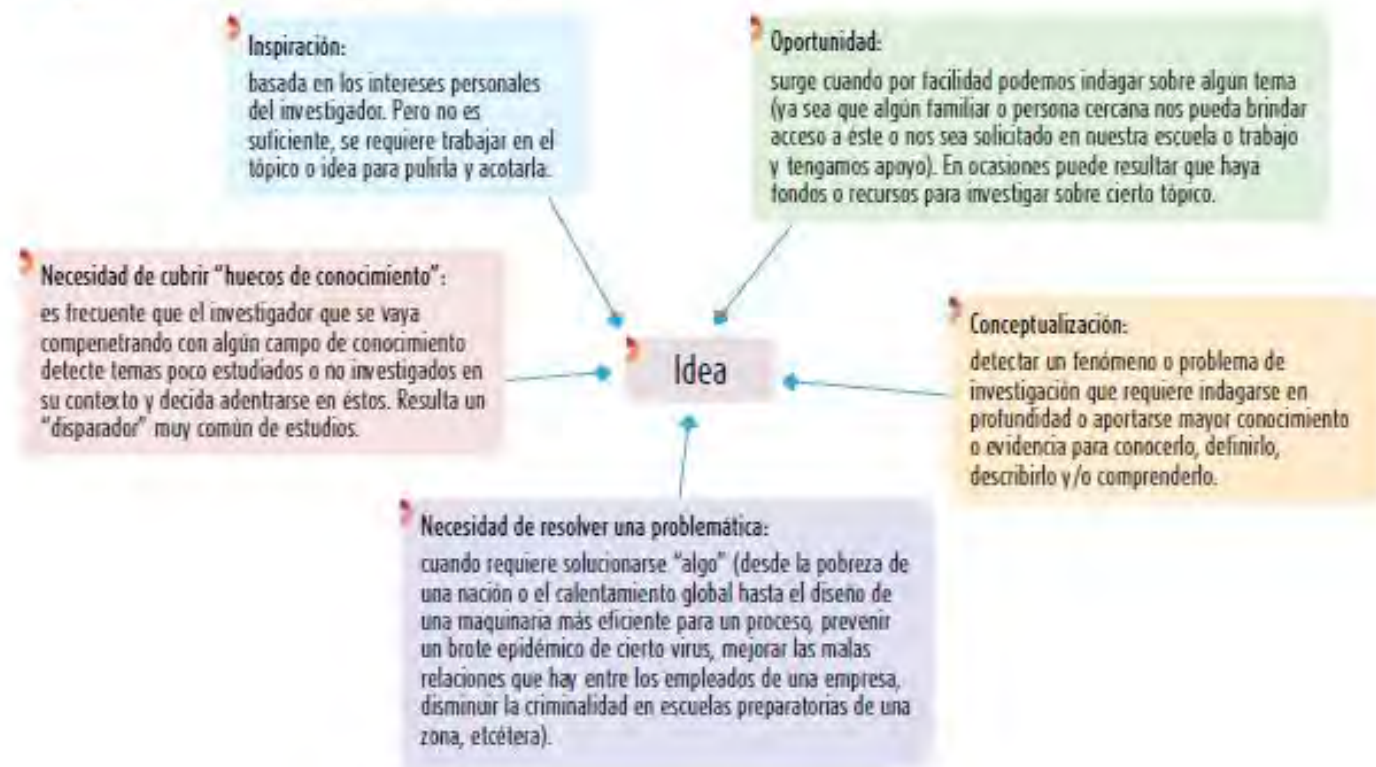 Inspiración:
basada en los intereses personales
del investigador. Pero no es
suficiente, se requiere trabajar en el
tópico o idea para pulirla y acotarla.
Oportunidad:
surge cuando por facilidad podemos indagar sobre algún tema
(ya sea que algún familiar o persona cercana nos pueda brindar
acceso a éste o nos sea solicitado en nuestra escuela o trabajo
y tengamos apoyo). En ocasiones puede resultar que haya
fondos o recursos para investigar sobre cierto tópico.
Necesidad de cubrir “huecos de conocimiento”:
es frecuente que el investigador que se vaya
compenetrando con algún campo de conocimiento
detecte temas poco estudiados o no investigados en
su contexto y decida adentrarse en éstos. Resulta un
“disparador” muy común de estudios.
Idea
Conceptualización:
detectar un fenómeno o problema de
investigación que requiere indagarse en
profundidad o aportarse mayor conocimiento
o evidencia para conocerlo, definirlo,
describirlo y/o comprenderlo.
Necesidad de resolver una problemática:
cuando requiere solucionarse “algo” (desde la pobreza de
una nación o el calentamiento global hasta el diseño de
una maquinaria más eficiente para un proceso, prevenir
un brote epidémico de cierto virus, mejorar las malas
relaciones que hay entre los empleados de una empresa,
disminuir la criminalidad en escuelas preparatorias de una
zona, etcétera).